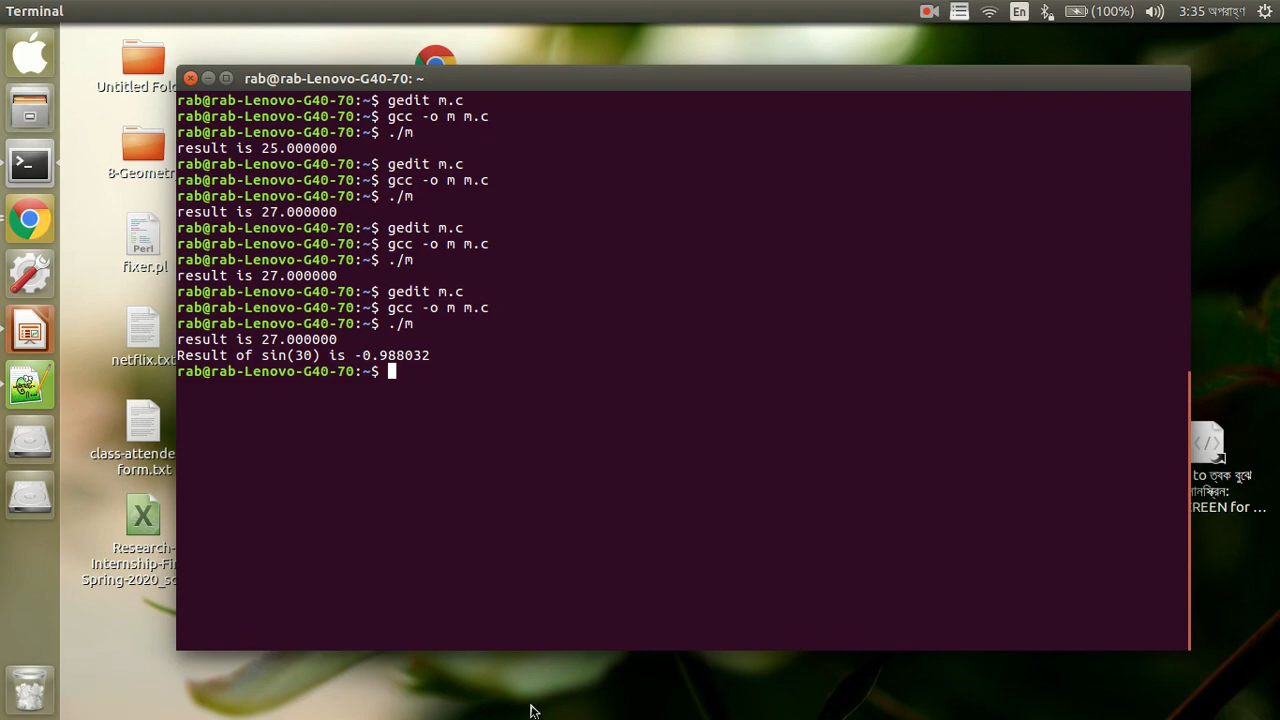 Terminal
En
(100%)
3:35 অপরাহ্ণ
rab@rab-Lenovo-G40-70: ~
rab@rab-Lenovo-G40-70:~$ gedit m.c
rab@rab-Lenovo-G40-70:~$ gcc -o m m.c
rab@rab-Lenovo-G40-70:~$ ./m
result is 25.000000
rab@rab-Lenovo-G40-70:~$ gedit m.c
rab@rab-Lenovo-G40-70:~$ gcc -o m m.c
rab@rab-Lenovo-G40-70:~$ ./m
result is 27.000000
rab@rab-Lenovo-G40-70:~$ gedit m.c
rab@rab-Lenovo-G40-70:~$ gcc -o m m.c
rab@rab-Lenovo-G40-70:~$ ./m
result is 27.000000
rab@rab-Lenovo-G40-70:~$ gedit m.c
rab@rab-Lenovo-G40-70:~$ gcc -o m m.c
rab@rab-Lenovo-G40-70:~$ ./m
result is 27.000000
Result of sin(30) is -0.988032
rab@rab-Lenovo-G40-70:~$
Untitled Fol
8-Geometr
Perl
fixer.pl
netflix.txt
class-attende
form.txt
X
Research-
Internship-Fi
Spring-2020_s
to ত্বক বুঝে
ানস্ক্রিন:
REEN for ...